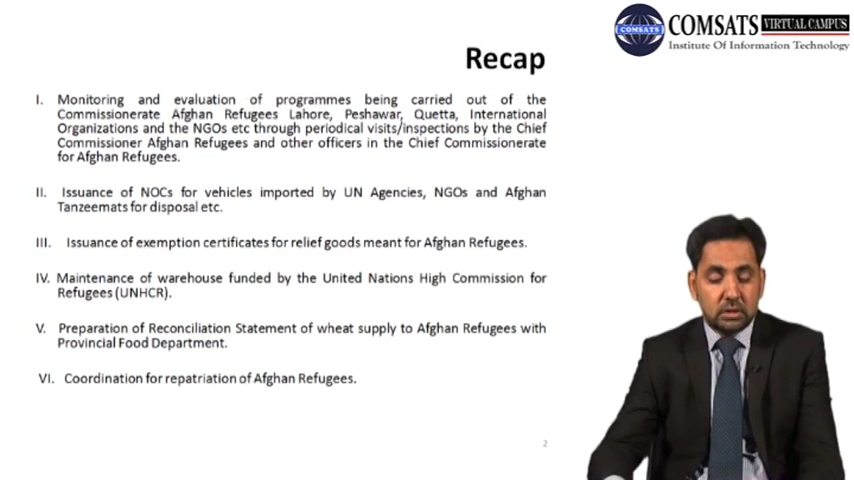 COMSATS
COMSATS VIRTUAL CAMPUS
Institute Of Information Technology
Recap
I. Monitoring and evaluation of programmes being carried out of the
Commissionerate Afghan Refugees Lahore, Peshawar, Quetta, International
Organizations and the NGOs etc through periodical visits/inspections by the Chief
Commissioner Afghan Refugees and other officers in the Chief Commissionerate
for Afghan Refugees.
II. Issuance of NOCs for vehicles imported by UN Agencies, NGOs and Afghan
Tanzeemats for disposal etc.
III. Issuance of exemption certificates for relief goods meant for Afghan Refugees.
IV. Maintenance of warehouse funded by the United Nations High Commission for
Refugees (UNHCR).
V. Preparation of Reconciliation Statement of wheat supply to Afghan Refugees with
Provincial Food Department.
VI. Coordination for repatriation of Afghan Refugees.
2